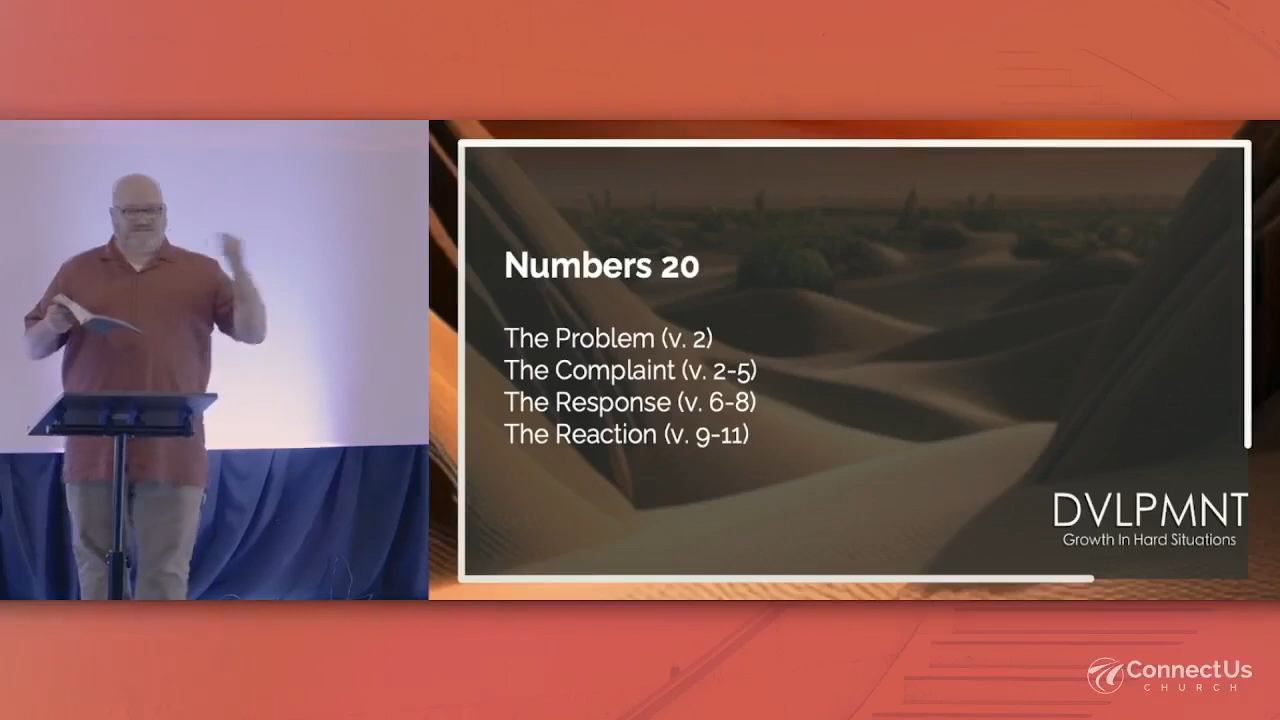 Numbers 20
The Problem (v. 2)
The Complaint (v. 2-5)
The Response (v. 6-8)
The Reaction (v. 9-11)
DVLPMNT
Growth In Hard Situations
ConnectUs
CHURCH